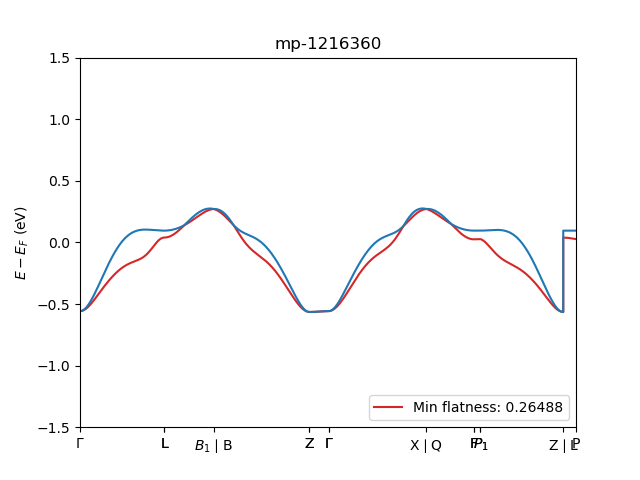 mp-1216360
E − E_F (eV)
1.5
1.0
0.5
0.0
−0.5
−1.0
−1.5
Γ L B₁ | B Z Γ X | Q F P₁ Z | L P
Min flatness: 0.26488